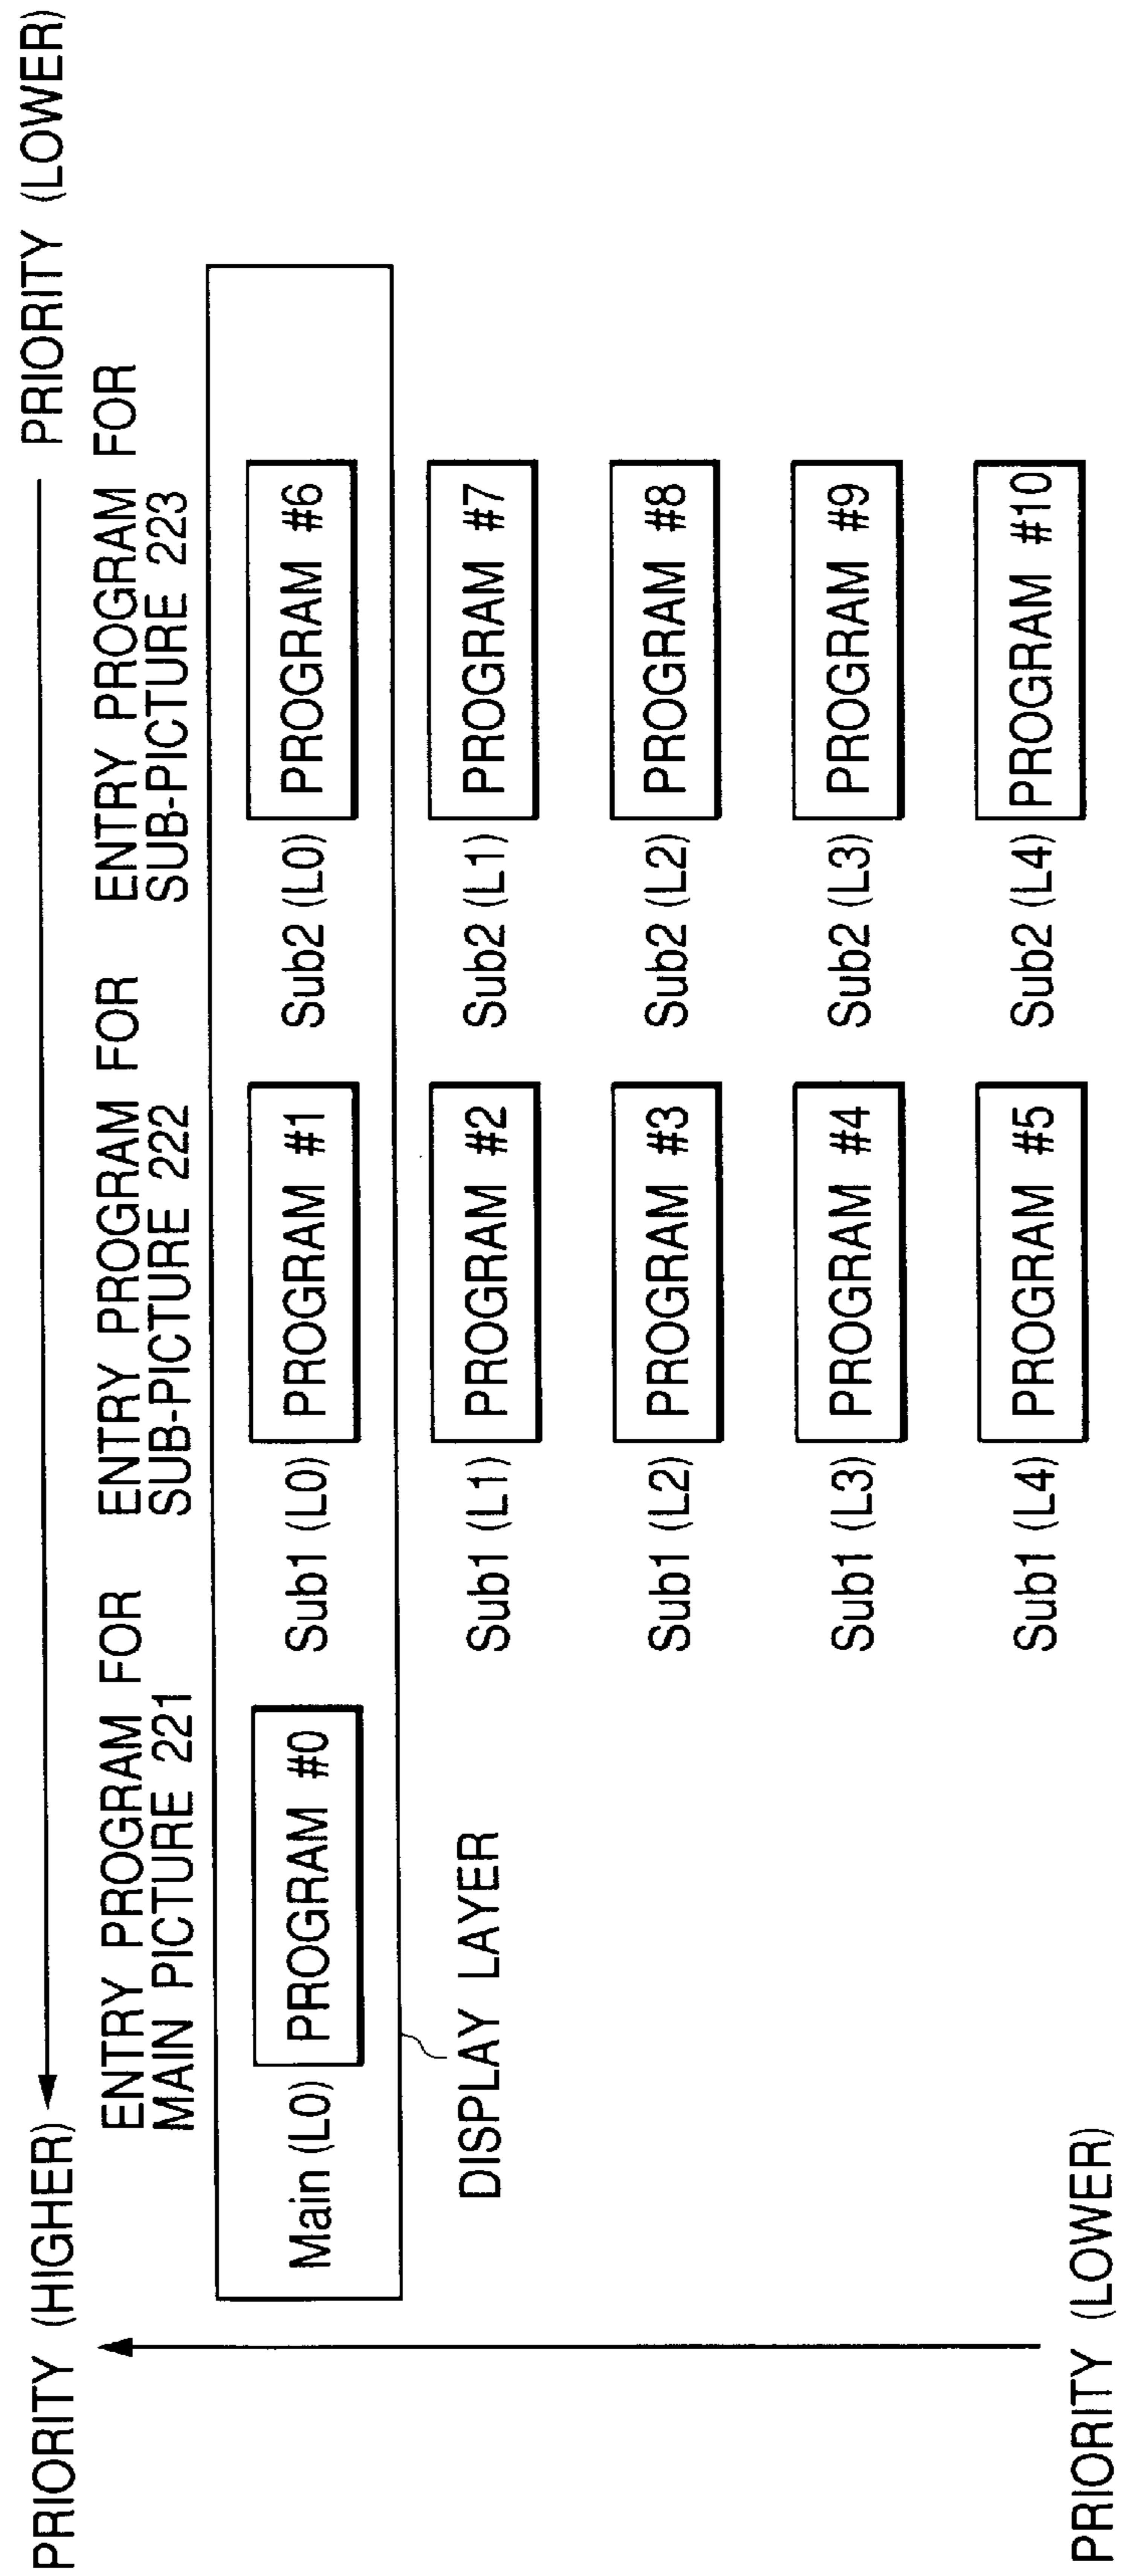 PRIORITY (HIGHER)
PRIORITY (LOWER)
ENTRY PROGRAM FOR
MAIN PICTURE 221
ENTRY PROGRAM FOR
SUB-PICTURE 222
ENTRY PROGRAM FOR
SUB-PICTURE 223
Main (L0)
PROGRAM #0
Sub1 (L0)
PROGRAM #1
Sub2 (L0)
PROGRAM #6
DISPLAY LAYER
Sub1 (L1)
PROGRAM #2
Sub2 (L1)
PROGRAM #7
Sub1 (L2)
PROGRAM #3
Sub2 (L2)
PROGRAM #8
Sub1 (L3)
PROGRAM #4
Sub2 (L3)
PROGRAM #9
Sub1 (L4)
PROGRAM #5
Sub2 (L4)
PROGRAM #10
PRIORITY (LOWER)